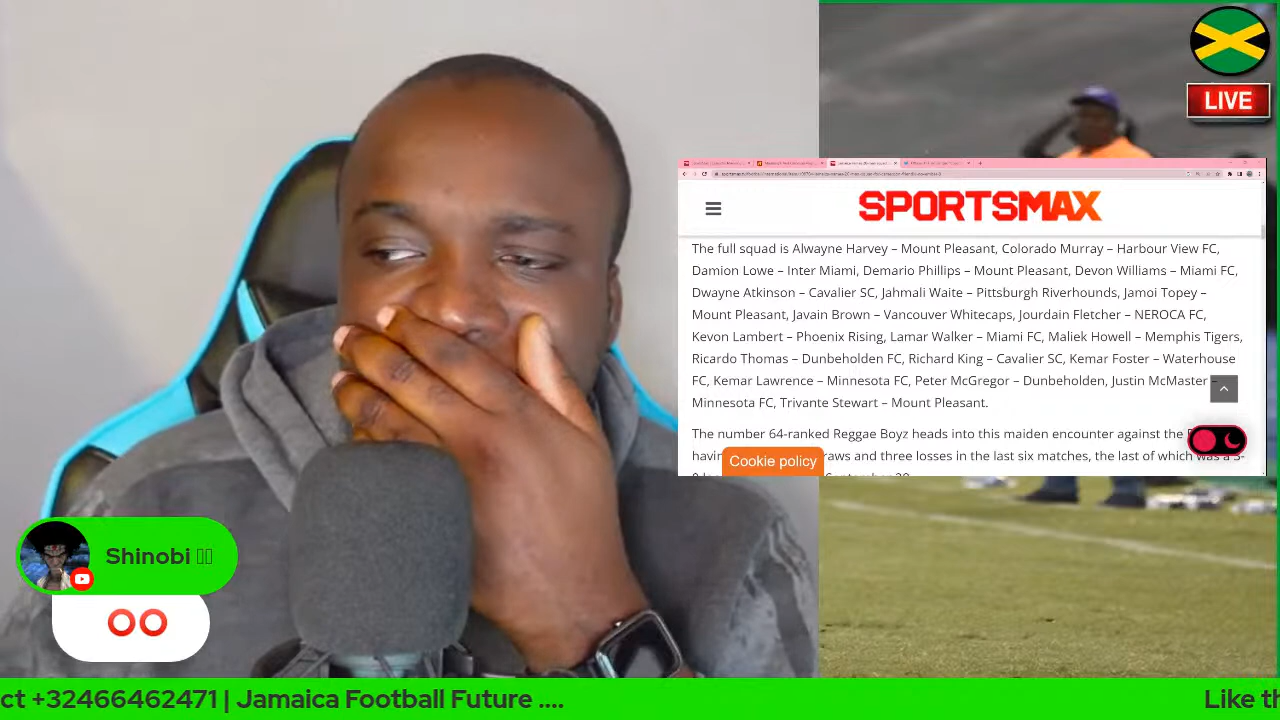 LIVE
SPORTSMAX
The full squad is Alwayne Harvey – Mount Pleasant, Colorado Murray – Harbour View FC,
Damion Lowe – Inter Miami, Demario Phillips – Mount Pleasant, Devon Williams – Miami FC,
Dwayne Atkinson – Cavalier SC, Jahmali Waite – Pittsburgh Riverhounds, Jamoi Topey –
Mount Pleasant, Javain Brown – Vancouver Whitecaps, Jourdain Fletcher – NEROCA FC,
Kevon Lambert – Phoenix Rising, Lamar Walker – Miami FC, Maliek Howell – Memphis Tigers,
Ricardo Thomas – Dunbeholden FC, Richard King – Cavalier SC, Kemar Foster – Waterhouse
FC, Kemar Lawrence – Minnesota FC, Peter McGregor – Dunbeholden, Justin McMaster –
Minnesota FC, Trivante Stewart – Mount Pleasant.
The number 64-ranked Reggae Boyz heads into this maiden encounter against the
and three losses in the last six matches, the last of which was a
Cookie policy
Shinobi
ct +32466462471 | Jamaica Football Future ....
Like